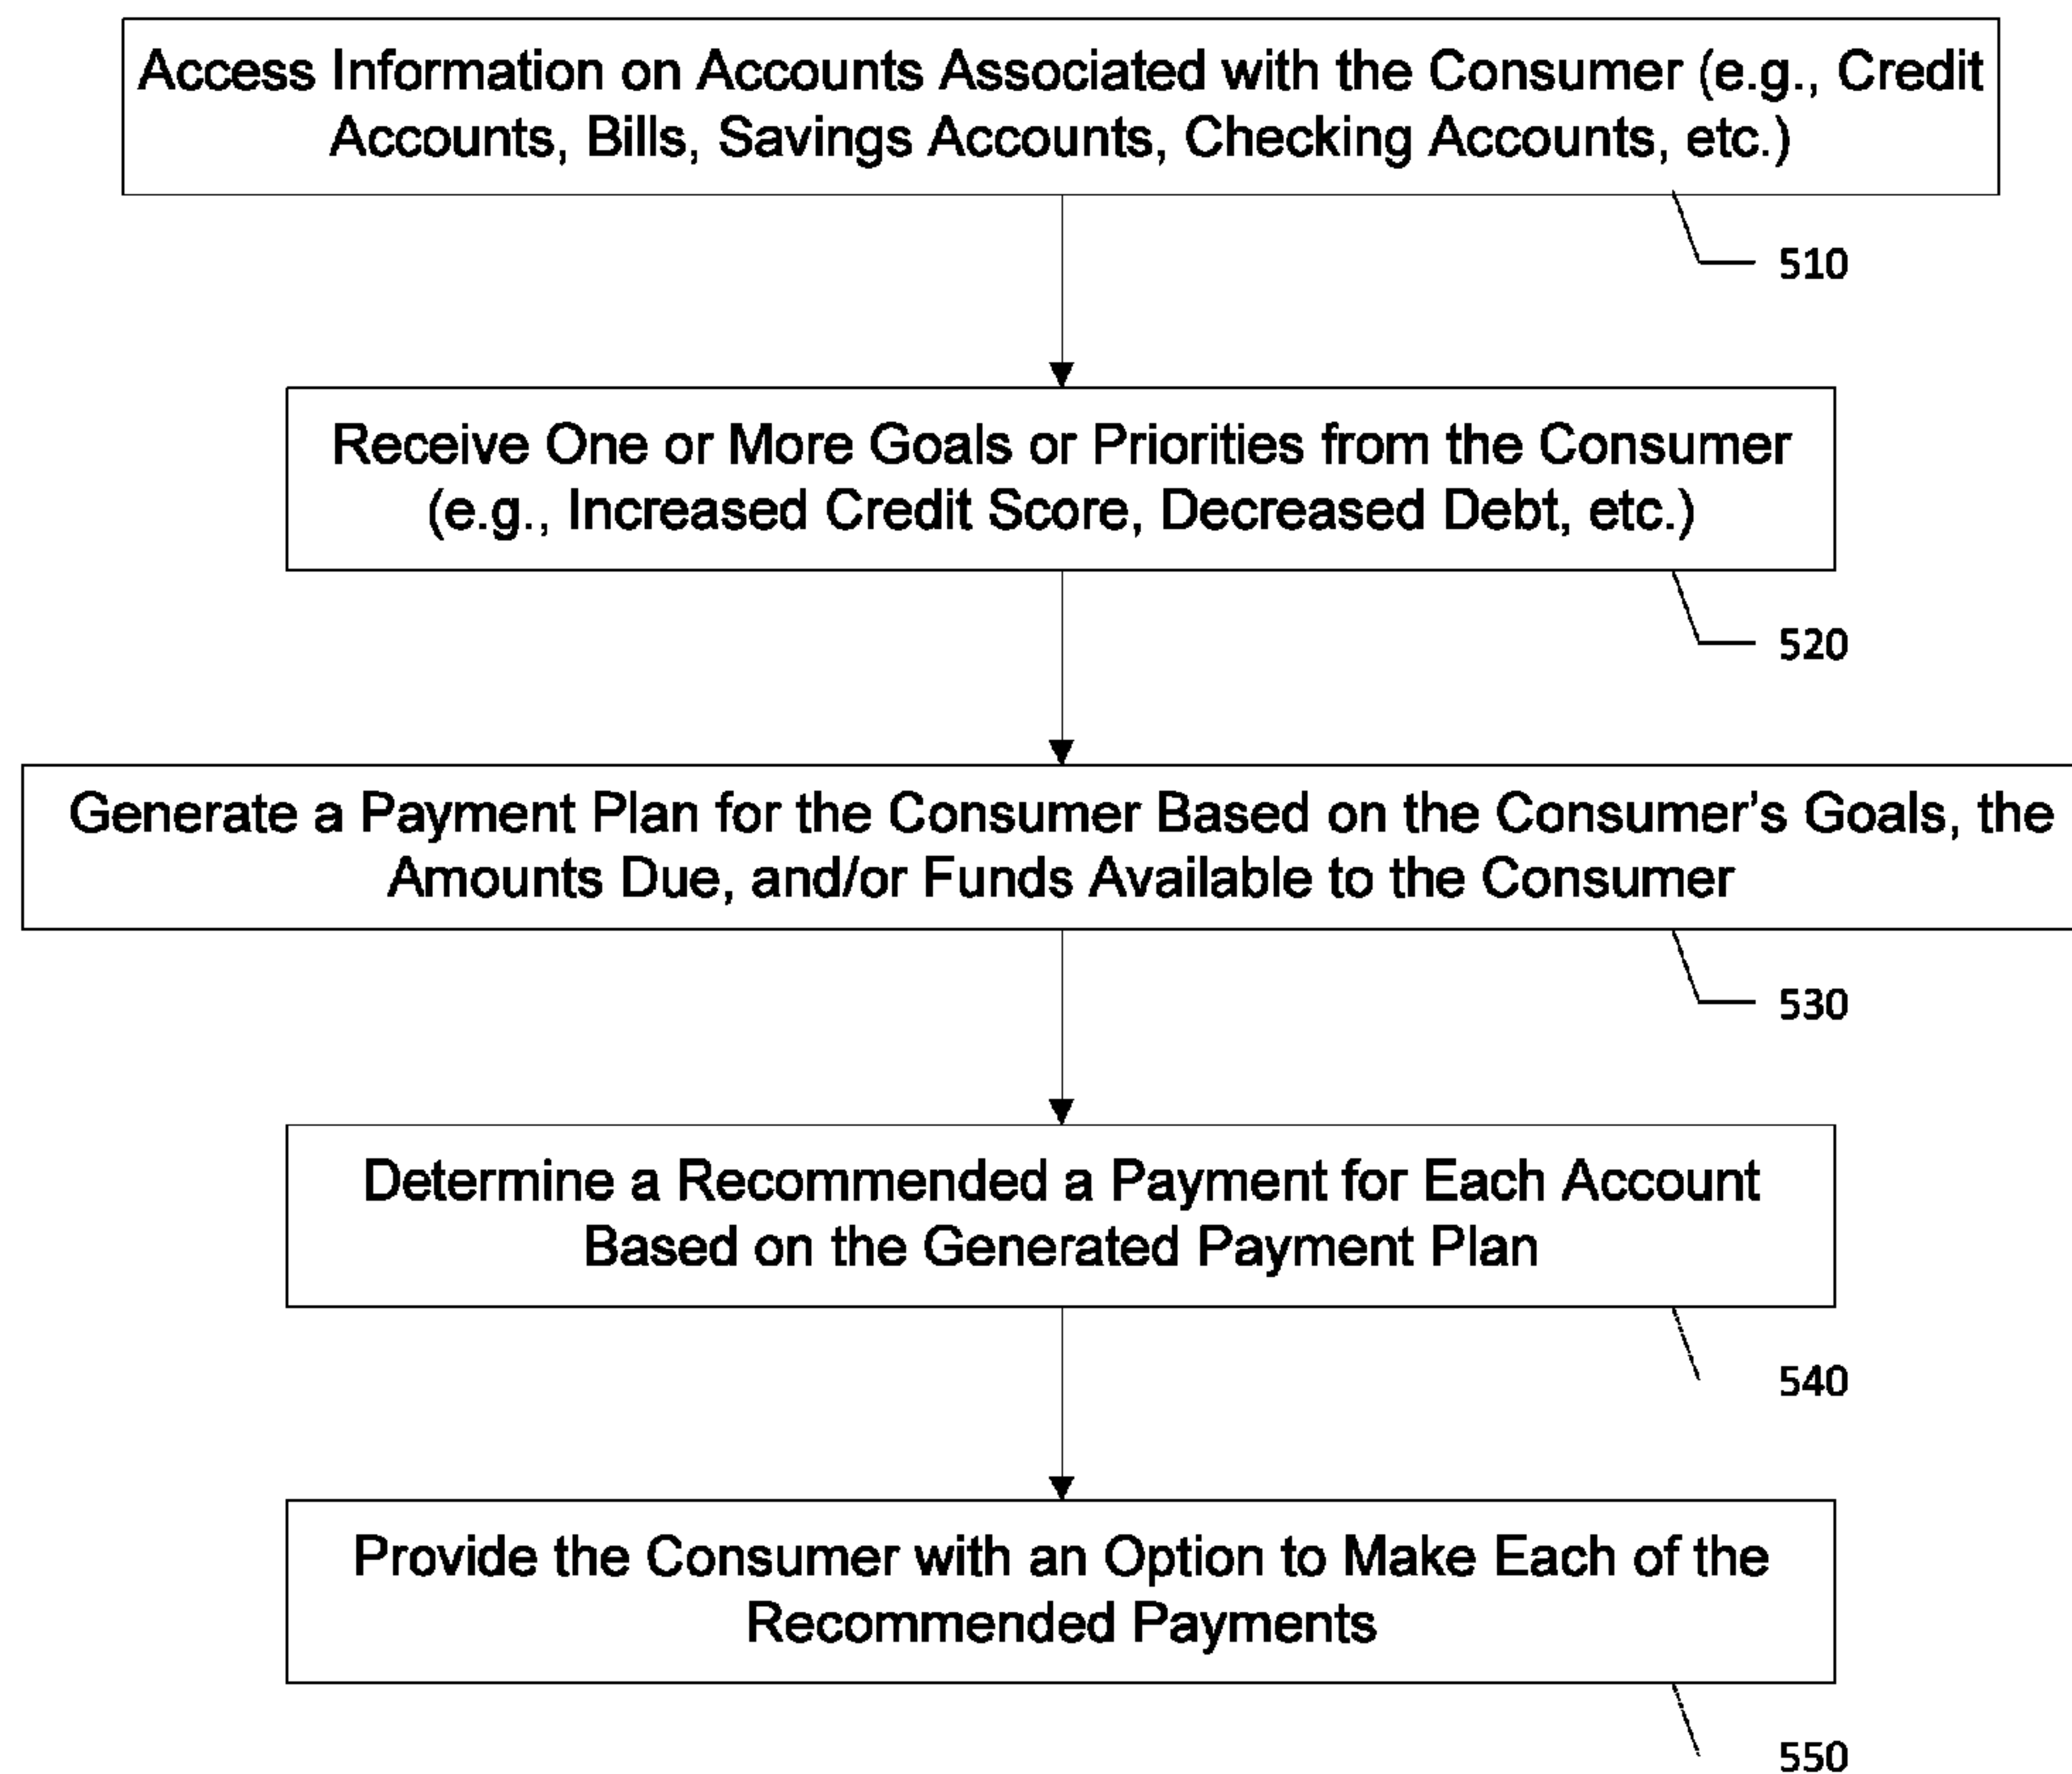 Access Information on Accounts Associated with the Consumer (e.g., Credit
Accounts, Bills, Savings Accounts, Checking Accounts, etc.)
510
Receive One or More Goals or Priorities from the Consumer
(e.g., Increased Credit Score, Decreased Debt, etc.)
520
Generate a Payment Plan for the Consumer Based on the Consumer’s Goals, the
Amounts Due, and/or Funds Available to the Consumer
530
Determine a Recommended a Payment for Each Account
Based on the Generated Payment Plan
540
Provide the Consumer with an Option to Make Each of the
Recommended Payments
550